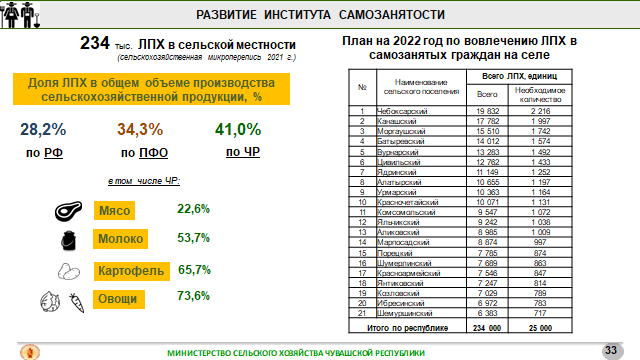 РАЗВИТИЕ ИНСТИТУТА САМОЗАНЯТОСТИ
234 тыс. ЛПХ в сельской местности
(сельскохозяйственная микроперепись 2021 г.)
Доля ЛПХ в общем объеме производства
сельскохозяйственной продукции, %
28,2% 34,3% 41,0%
по РФ по ПФО по ЧР
в том числе ЧР:
Мясо 22,6%
Молоко 53,7%
Картофель 65,7%
Овощи 73,6%
План на 2022 год по вовлечению ЛПХ в
самозанятых граждан на селе
№ Наименование сельского поселения Всего ЛПХ, единиц
Всего Необходимое количество
1 Чебоксарский 19 832 2 216
2 Канашский 17 782 1 997
3 Моргаушский 15 510 1 742
4 Батыревский 14 012 1 574
5 Вурнарский 13 283 1 492
6 Цивильский 12 762 1 433
7 Ядринский 11 149 1 252
8 Алатырский 10 655 1 197
9 Урмарский 10 363 1 164
10 Красночетайский 10 071 1 131
11 Комсомольский 9 547 1 072
12 Яльчикский 9 242 1 038
13 Аликовский 8 985 1 009
14 Марпосадский 8 874 997
15 Порецкий 7 785 874
16 Шумерлинский 7 689 863
17 Красноармейский 7 546 847
18 Янтиковский 7 247 814
19 Козловский 7 029 789
20 Ибресинский 6 972 783
21 Шемуршинский 6 383 717
Итого по республике 234 000 25 000
МИНИСТЕРСТВО СЕЛЬСКОГО ХОЗЯЙСТВА ЧУВАШСКОЙ РЕСПУБЛИКИ
33